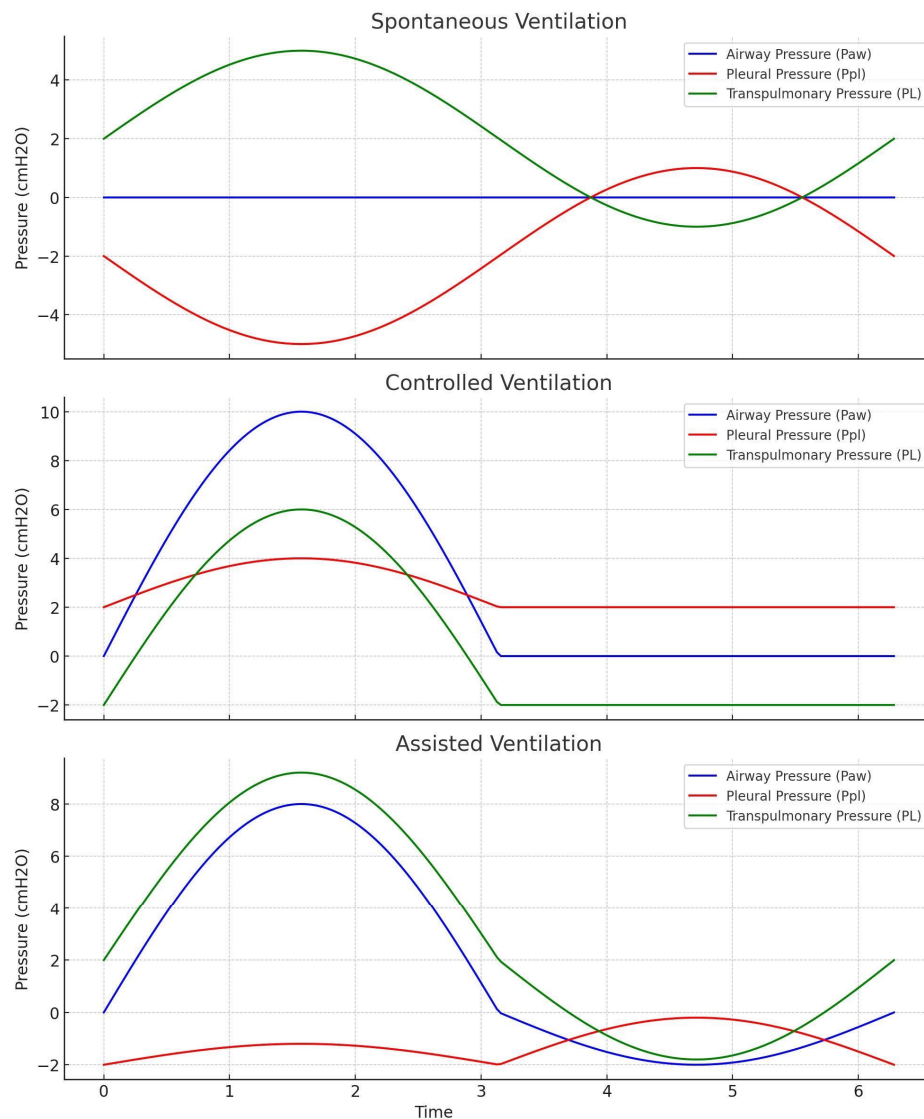 Spontaneous Ventilation
Airway Pressure (Paw)
Pleural Pressure (Ppl)
Transpulmonary Pressure (PL)
4
2
0
−2
−4
Pressure (cmH2O)
Controlled Ventilation
Airway Pressure (Paw)
Pleural Pressure (Ppl)
Transpulmonary Pressure (PL)
10
8
6
4
2
0
−2
Pressure (cmH2O)
Assisted Ventilation
Airway Pressure (Paw)
Pleural Pressure (Ppl)
Transpulmonary Pressure (PL)
8
6
4
2
0
−2
Pressure (cmH2O)
0 1 2 3 4 5 6
Time